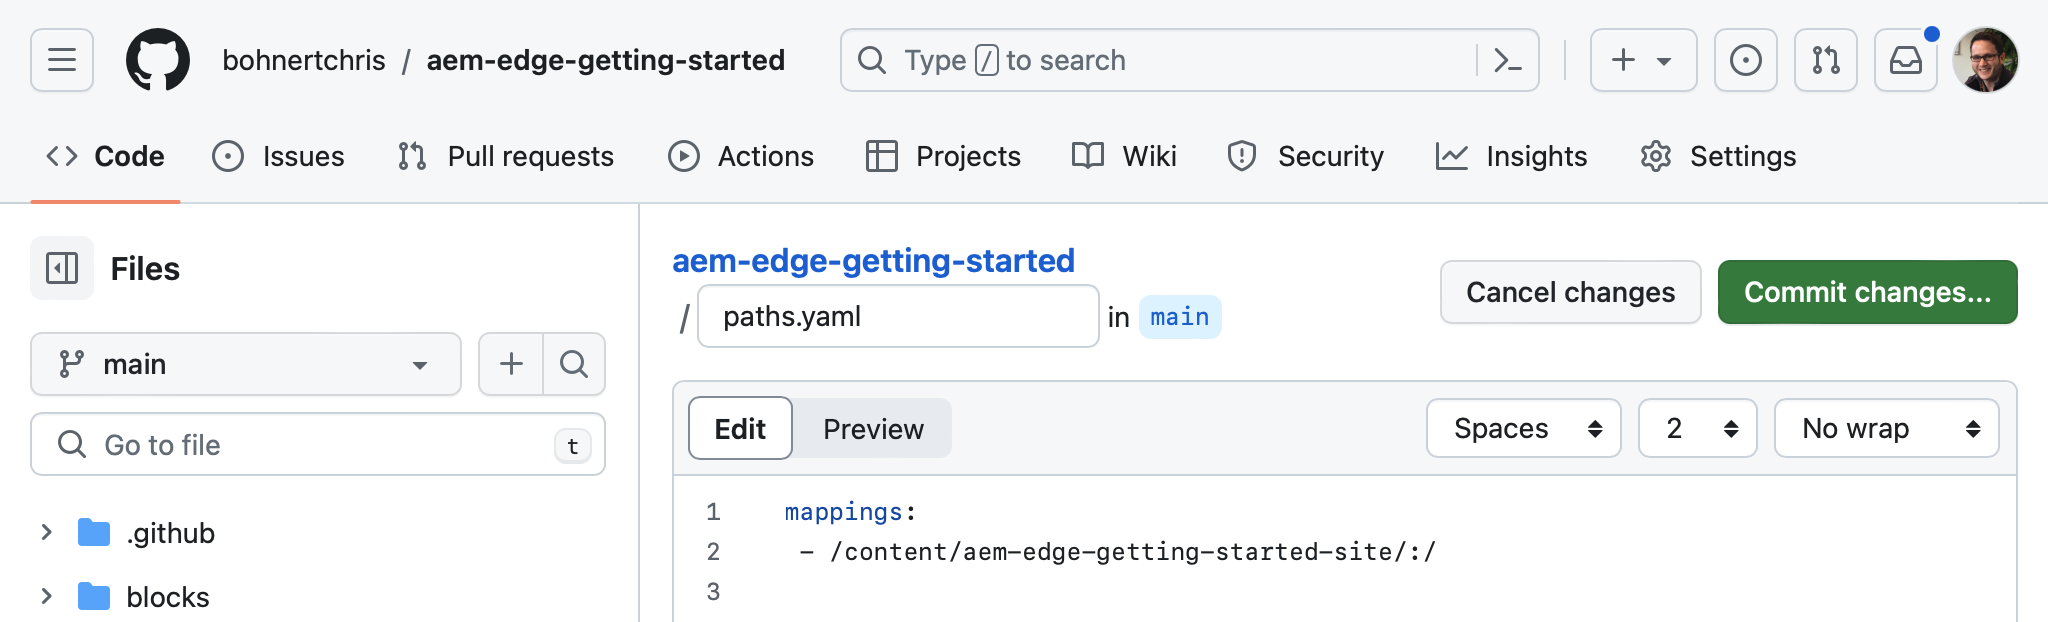 bohnertchris / aem-edge-getting-started
Type / to search
Code Issues Pull requests Actions Projects Wiki Security Insights Settings
Files
aem-edge-getting-started
/ paths.yaml in main
Cancel changes
Commit changes...
main
Go to file t
Edit Preview
Spaces 2 No wrap
1 mappings:
2 - /content/aem-edge-getting-started-site/:/
3
.github
blocks